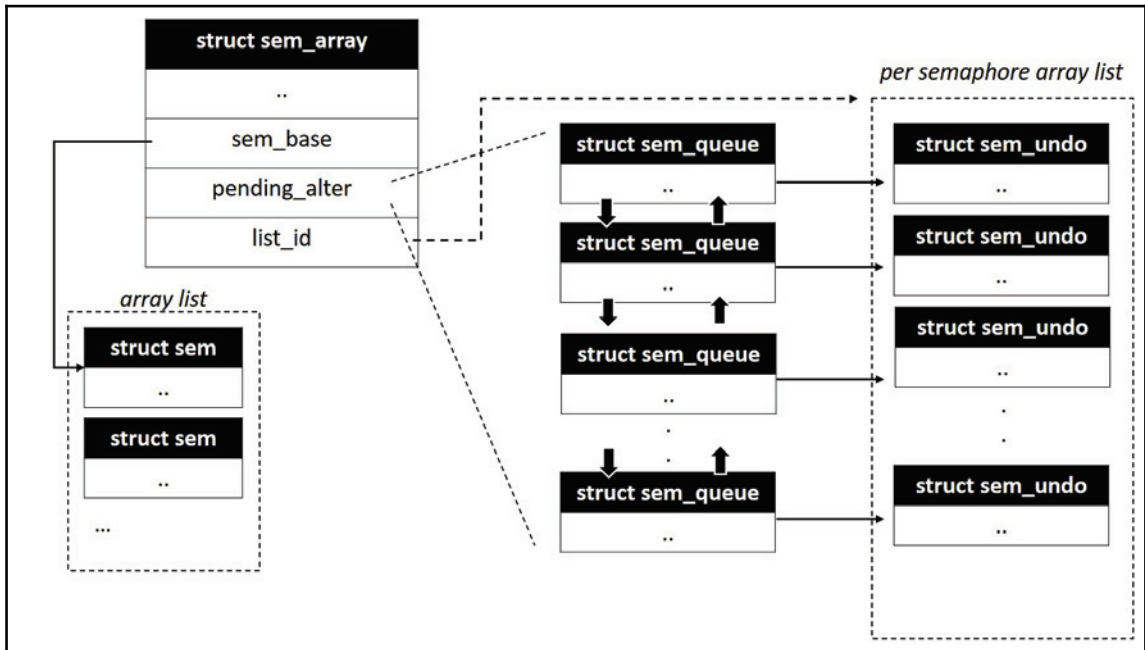 struct sem_array
..
sem_base
pending_alter
list_id
array list
struct sem
..
struct sem
..
...
struct sem_queue
..
struct sem_queue
..
struct sem_queue
..
.
.
struct sem_queue
..
per semaphore array list
struct sem_undo
..
struct sem_undo
..
struct sem_undo
..
.
.
struct sem_undo
..